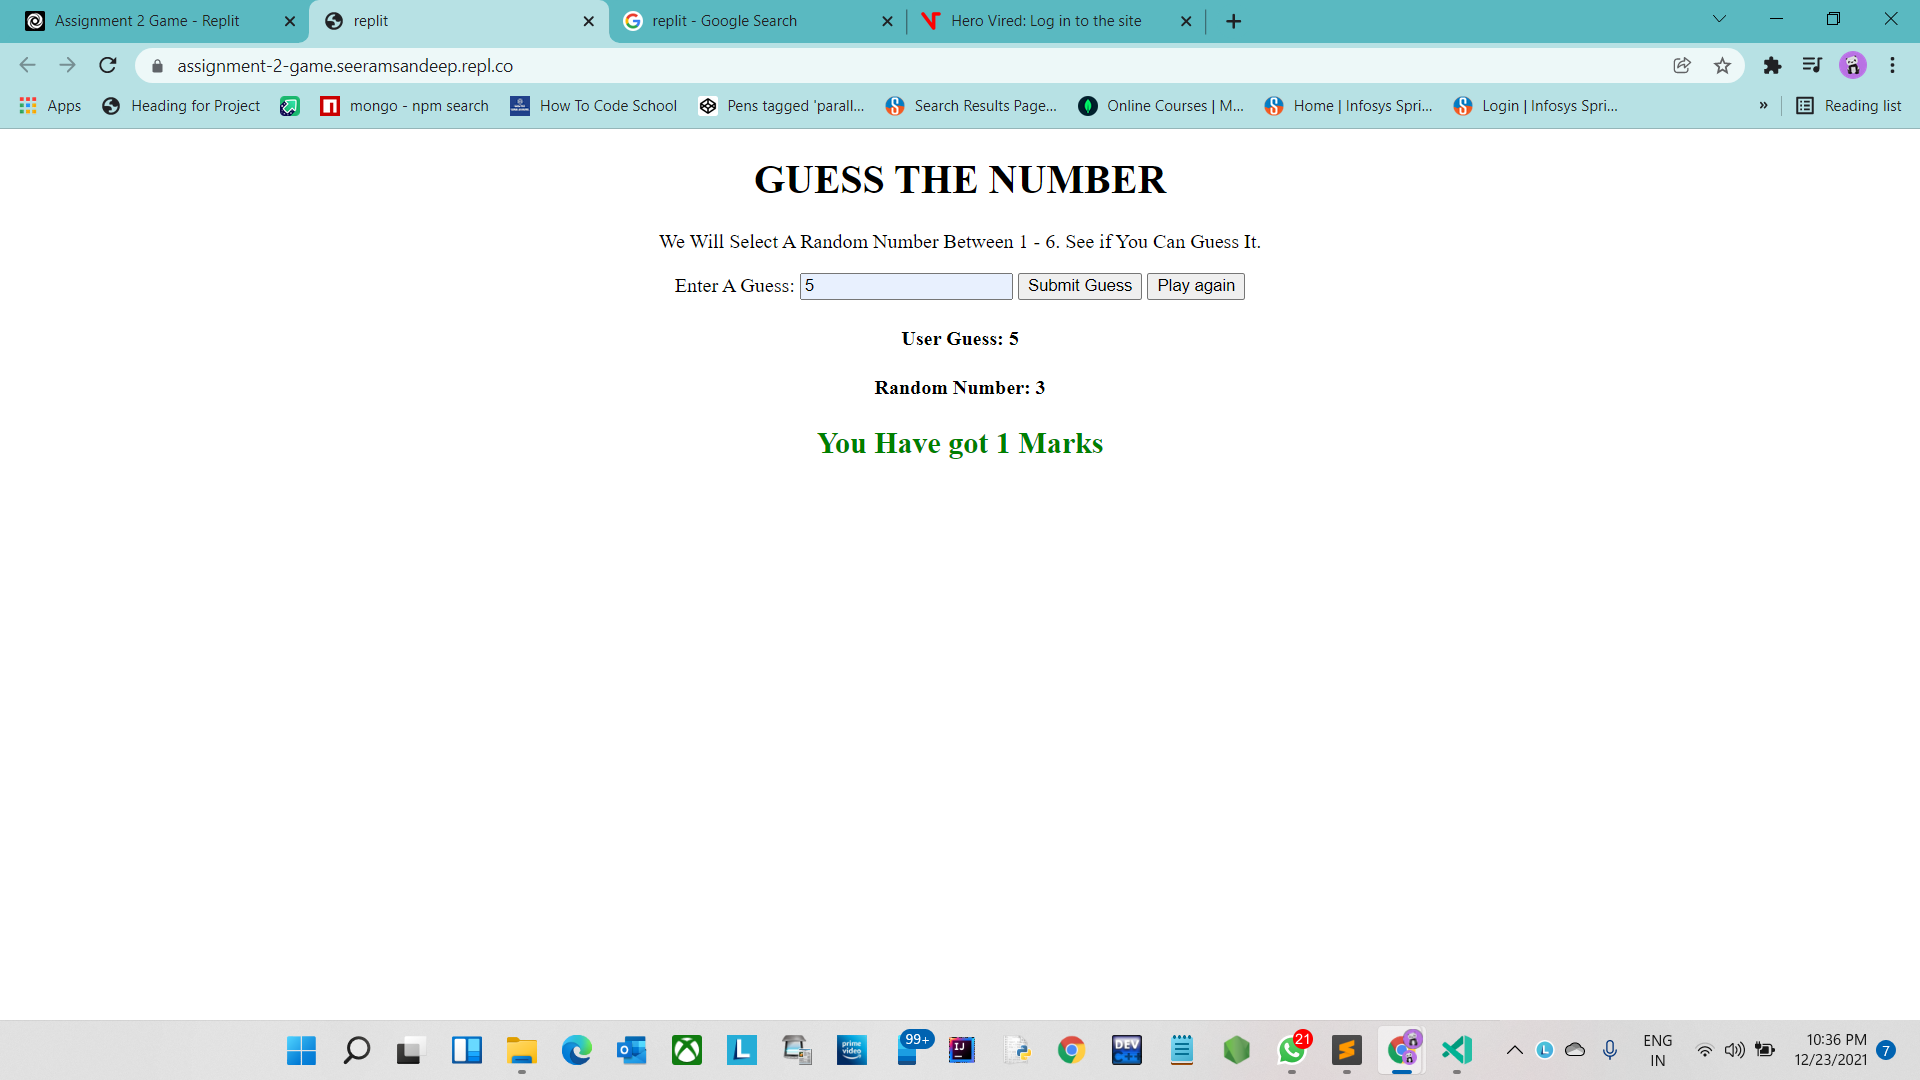 Assignment 2 Game - Replit
replit
replit - Google Search
Hero Vired: Log in to the site
assignment-2-game.seeramsandeep.repl.co
Apps
Heading for Project
mongo - npm search
How To Code School
Pens tagged 'parall...
Search Results Page...
Online Courses | M...
Home | Infosys Spri...
Login | Infosys Spri...
»
Reading list
GUESS THE NUMBER
We Will Select A Random Number Between 1 - 6. See if You Can Guess It.
Enter A Guess: 5 Submit Guess Play again
User Guess: 5
Random Number: 3
You Have got 1 Marks
L
prime video
99+
IJ
DEV C++
21
L
ENG
IN
10:36 PM
12/23/2021
7